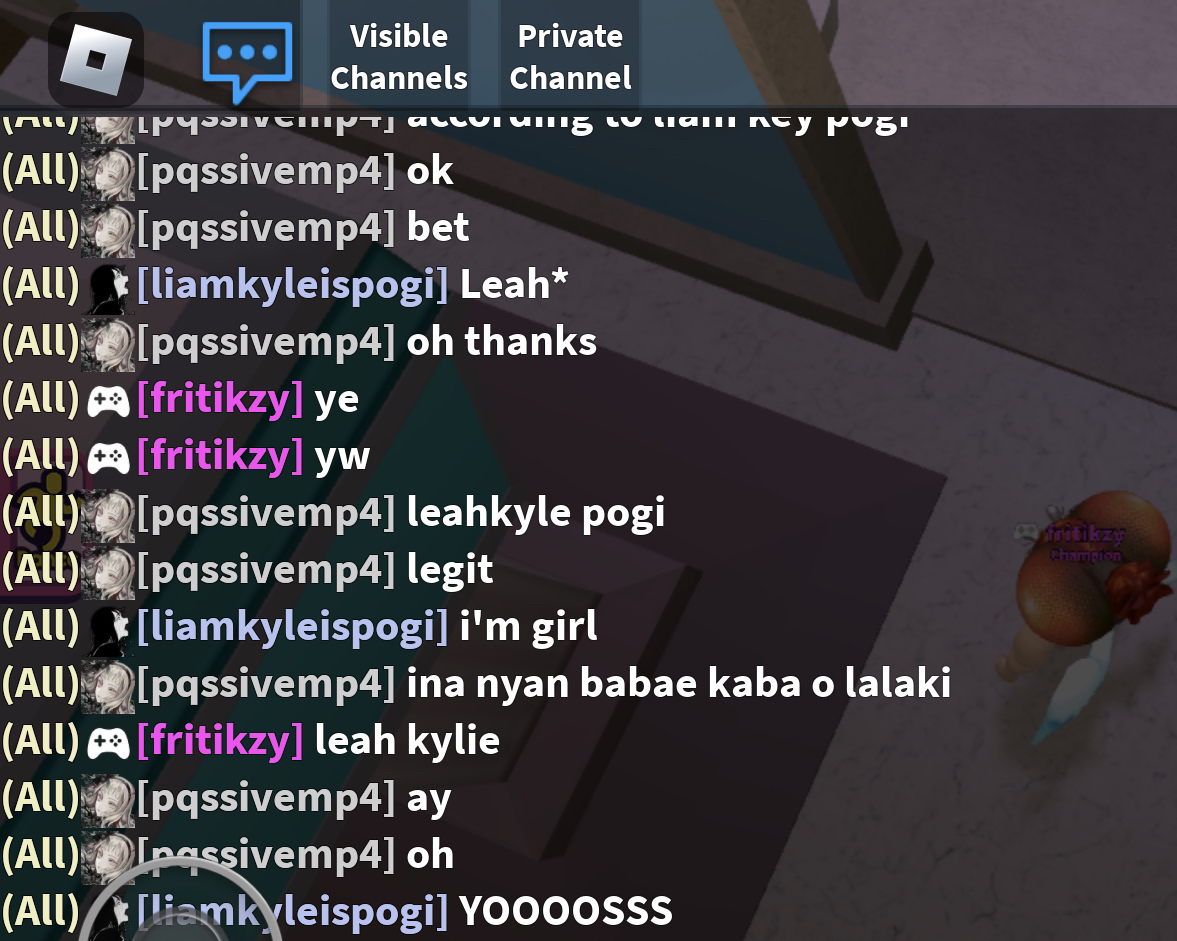 Visible Channels
Private Channel
(All) [pqssivemp4] according to liam key pogi
(All) [pqssivemp4] ok
(All) [pqssivemp4] bet
(All) [liamkyleispogi] Leah*
(All) [pqssivemp4] oh thanks
(All) [fritikzy] ye
(All) [fritikzy] yw
(All) [pqssivemp4] leahkyle pogi
(All) [pqssivemp4] legit
(All) [liamkyleispogi] i'm girl
(All) [pqssivemp4] ina nyan babae kaba o lalaki
(All) [fritikzy] leah kylie
(All) [pqssivemp4] ay
(All) [pqssivemp4] oh
(All) [liamkyleispogi] YOOOOSSS
fritikzy
Champion